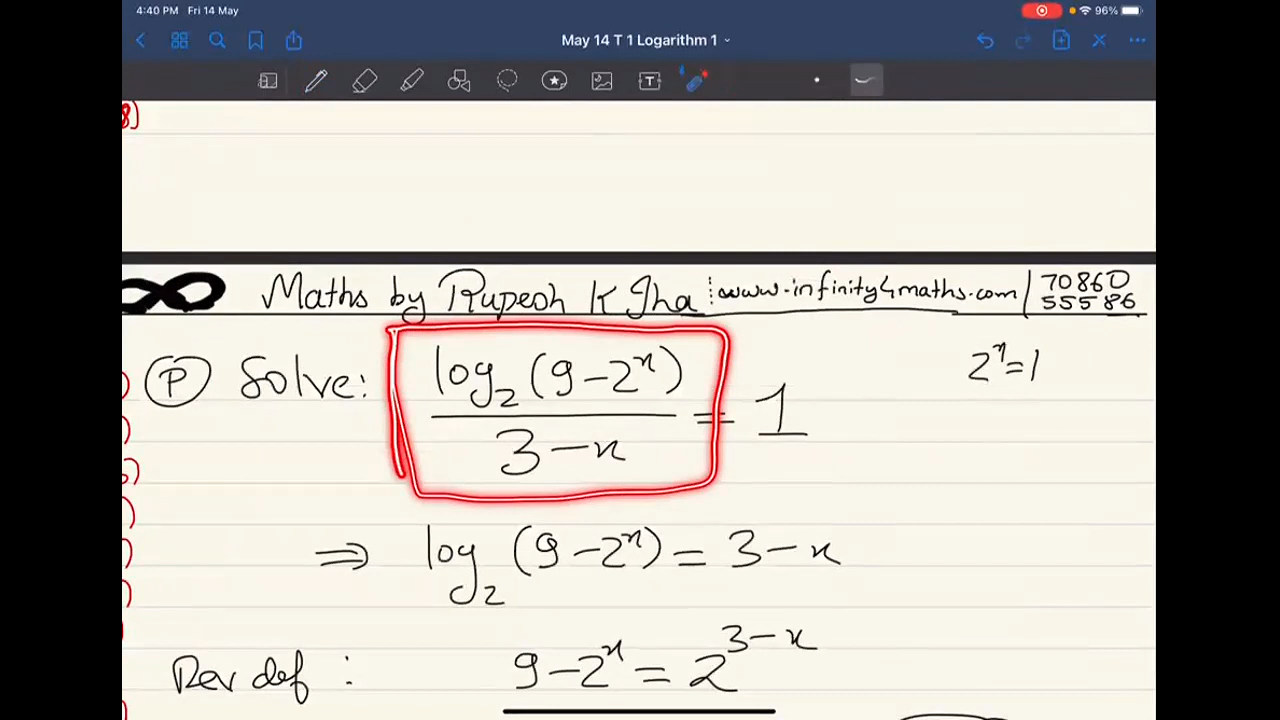 4:40 PM Fri 14 May
96%
May 14 T 1 Logarithm 1
8)
Maths by Rupesh K Jha www.infinity4maths.com 70860 55586
P Solve: log₂(9-2ˣ) / 3-x = 1
2ˣ=1
⇒ log₂(9-2ˣ) = 3-x
Rev def : 9-2ˣ = 2³⁻ˣ